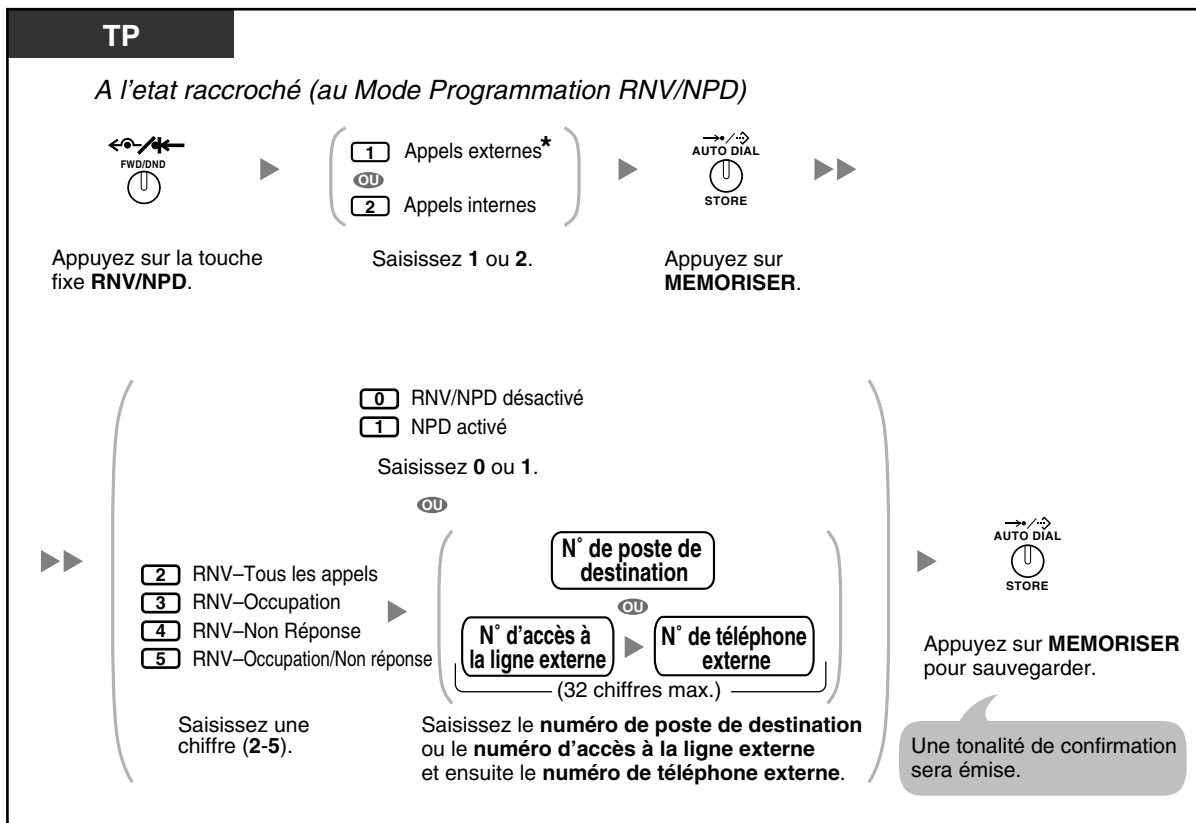 TP
A l'etat raccroché (au Mode Programmation RNV/NPD)
FWD/DND
1 Appels externes*
OU
2 Appels internes
AUTO DIAL
STORE
Appuyez sur la touche
fixe RNV/NPD.
Saisissez 1 ou 2.
Appuyez sur
MEMORISER.
0 RNV/NPD désactivé
1 NPD activé
Saisissez 0 ou 1.
OU
2 RNV–Tous les appels
3 RNV–Occupation
4 RNV–Non Réponse
5 RNV–Occupation/Non réponse
Saisissez une
chiffre (2-5).
N° de poste de
destination
OU
N° d'accès à
la ligne externe
N° de téléphone
externe
(32 chiffres max.)
Saisissez le numéro de poste de destination
ou le numéro d'accès à la ligne externe
et ensuite le numéro de téléphone externe.
AUTO DIAL
STORE
Appuyez sur MEMORISER
pour sauvegarder.
Une tonalité de confirmation
sera émise.